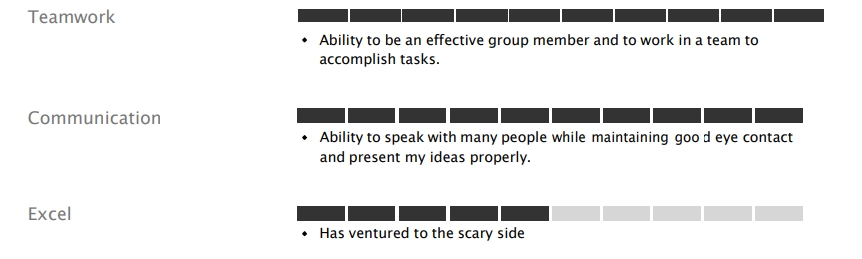 Teamwork
• Ability to be an effective group member and to work in a team to
accomplish tasks.
Communication
• Ability to speak with many people while maintaining good eye contact
and present my ideas properly.
Excel
• Has ventured to the scary side